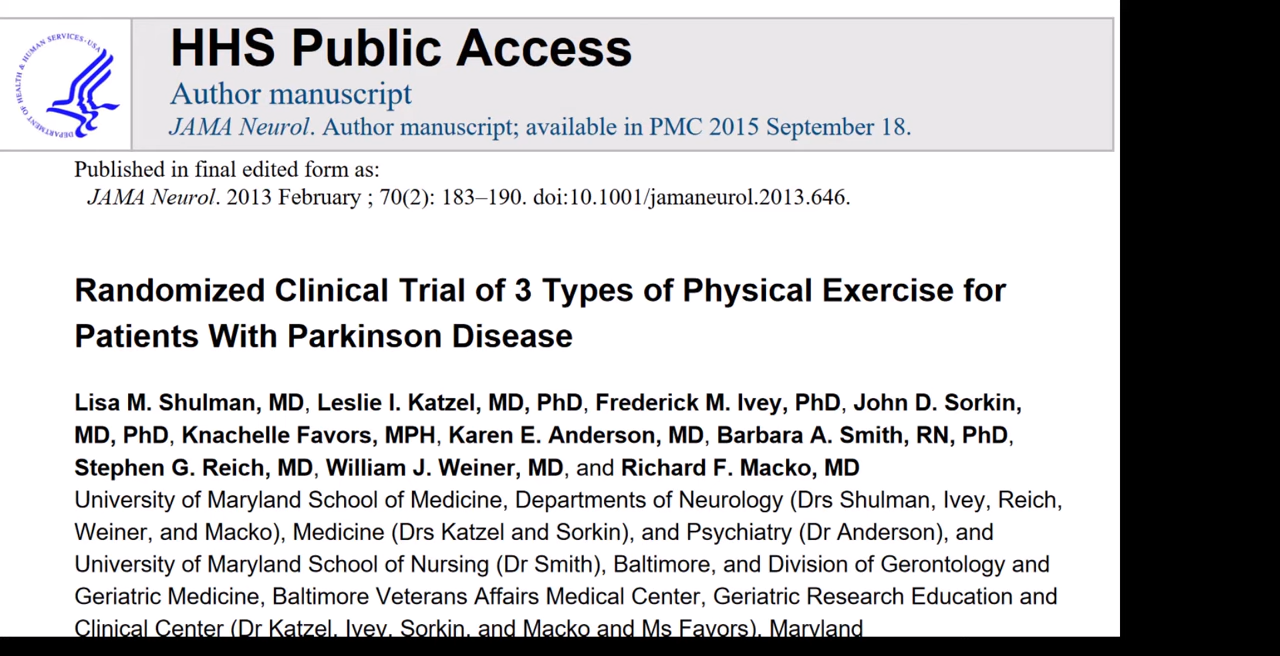 DEPARTMENT OF HEALTH & HUMAN SERVICES · USA
HHS Public Access
Author manuscript
JAMA Neurol. Author manuscript; available in PMC 2015 September 18.
Published in final edited form as:
JAMA Neurol. 2013 February ; 70(2): 183–190. doi:10.1001/jamaneurol.2013.646.
Randomized Clinical Trial of 3 Types of Physical Exercise for
Patients With Parkinson Disease
Lisa M. Shulman, MD, Leslie I. Katzel, MD, PhD, Frederick M. Ivey, PhD, John D. Sorkin,
MD, PhD, Knachelle Favors, MPH, Karen E. Anderson, MD, Barbara A. Smith, RN, PhD,
Stephen G. Reich, MD, William J. Weiner, MD, and Richard F. Macko, MD
University of Maryland School of Medicine, Departments of Neurology (Drs Shulman, Ivey, Reich,
Weiner, and Macko), Medicine (Drs Katzel and Sorkin), and Psychiatry (Dr Anderson), and
University of Maryland School of Nursing (Dr Smith), Baltimore, and Division of Gerontology and
Geriatric Medicine, Baltimore Veterans Affairs Medical Center, Geriatric Research Education and
Clinical Center (Dr Katzel, Ivey, Sorkin, and Macko and Ms Favors), Maryland